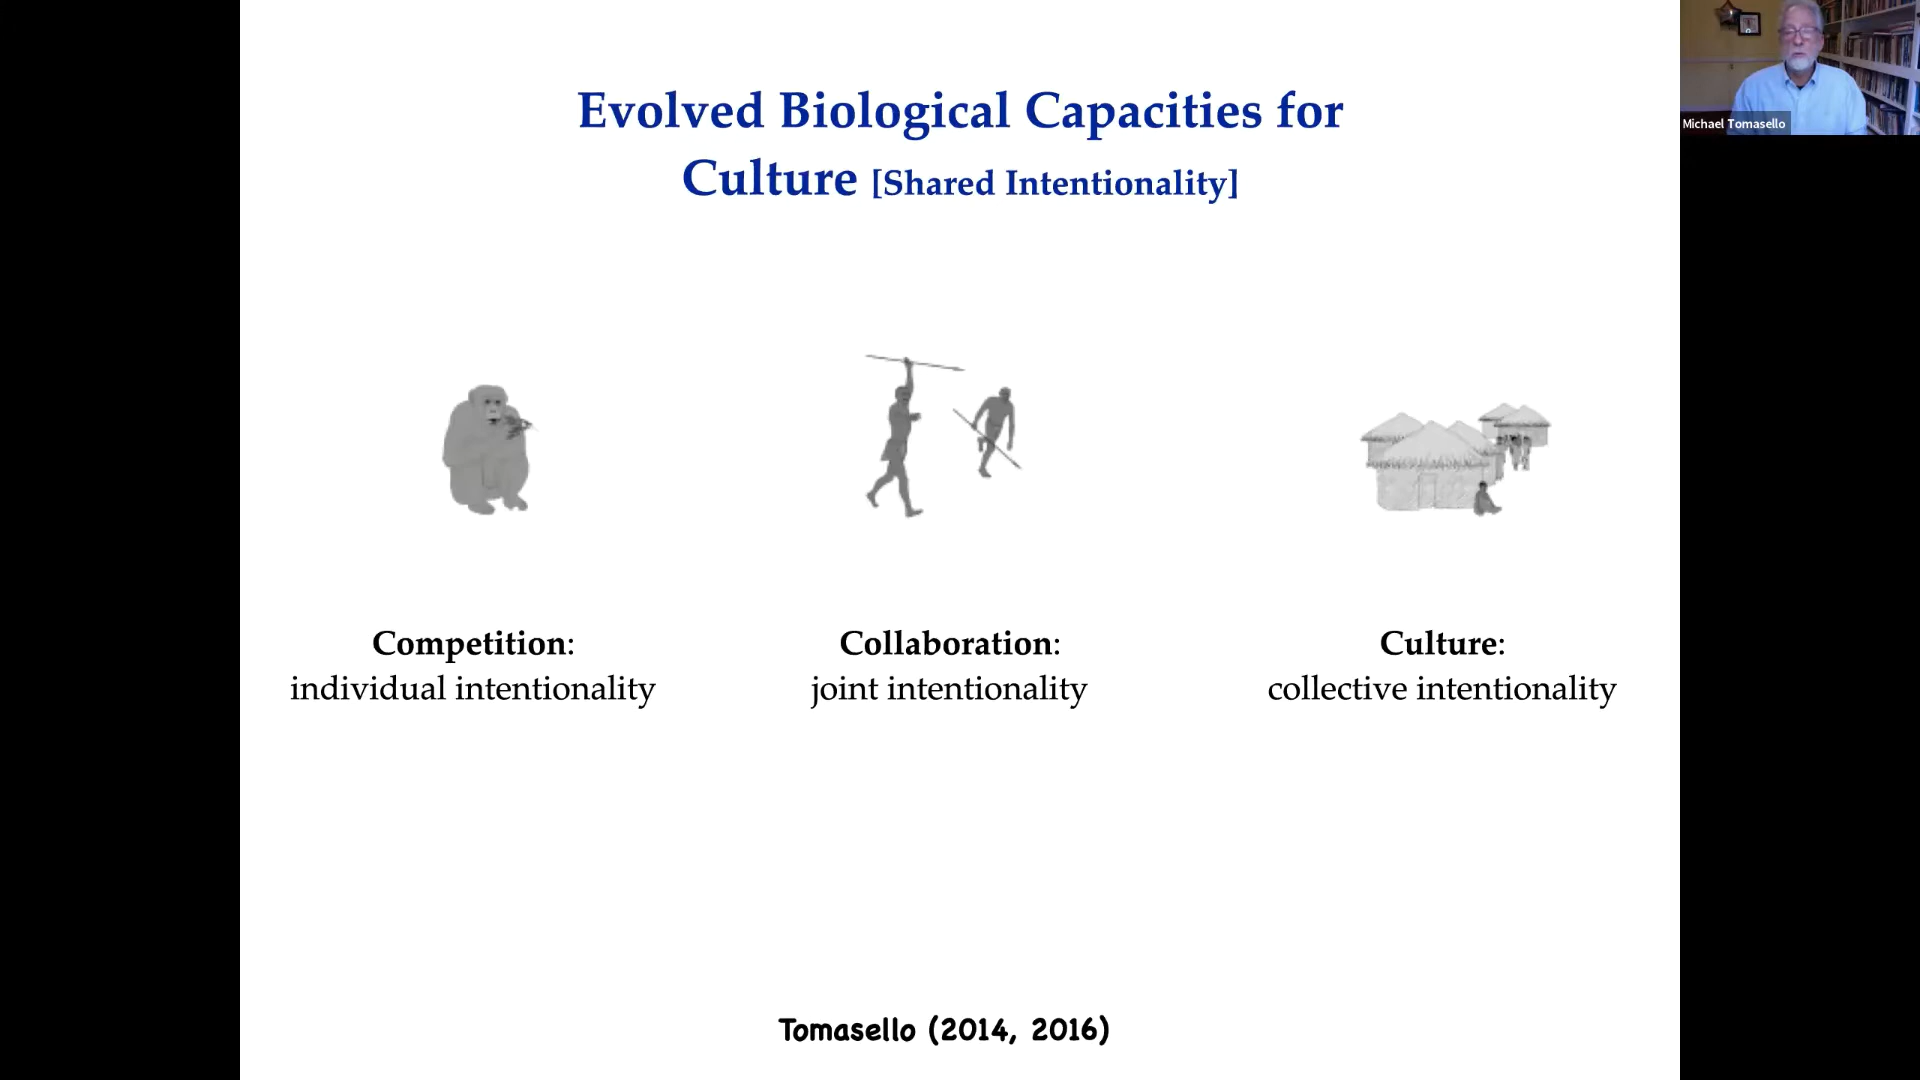 Evolved Biological Capacities for
Culture [Shared Intentionality]
Michael Tomasello
Competition:
individual intentionality
Collaboration:
joint intentionality
Culture:
collective intentionality
Tomasello (2014, 2016)